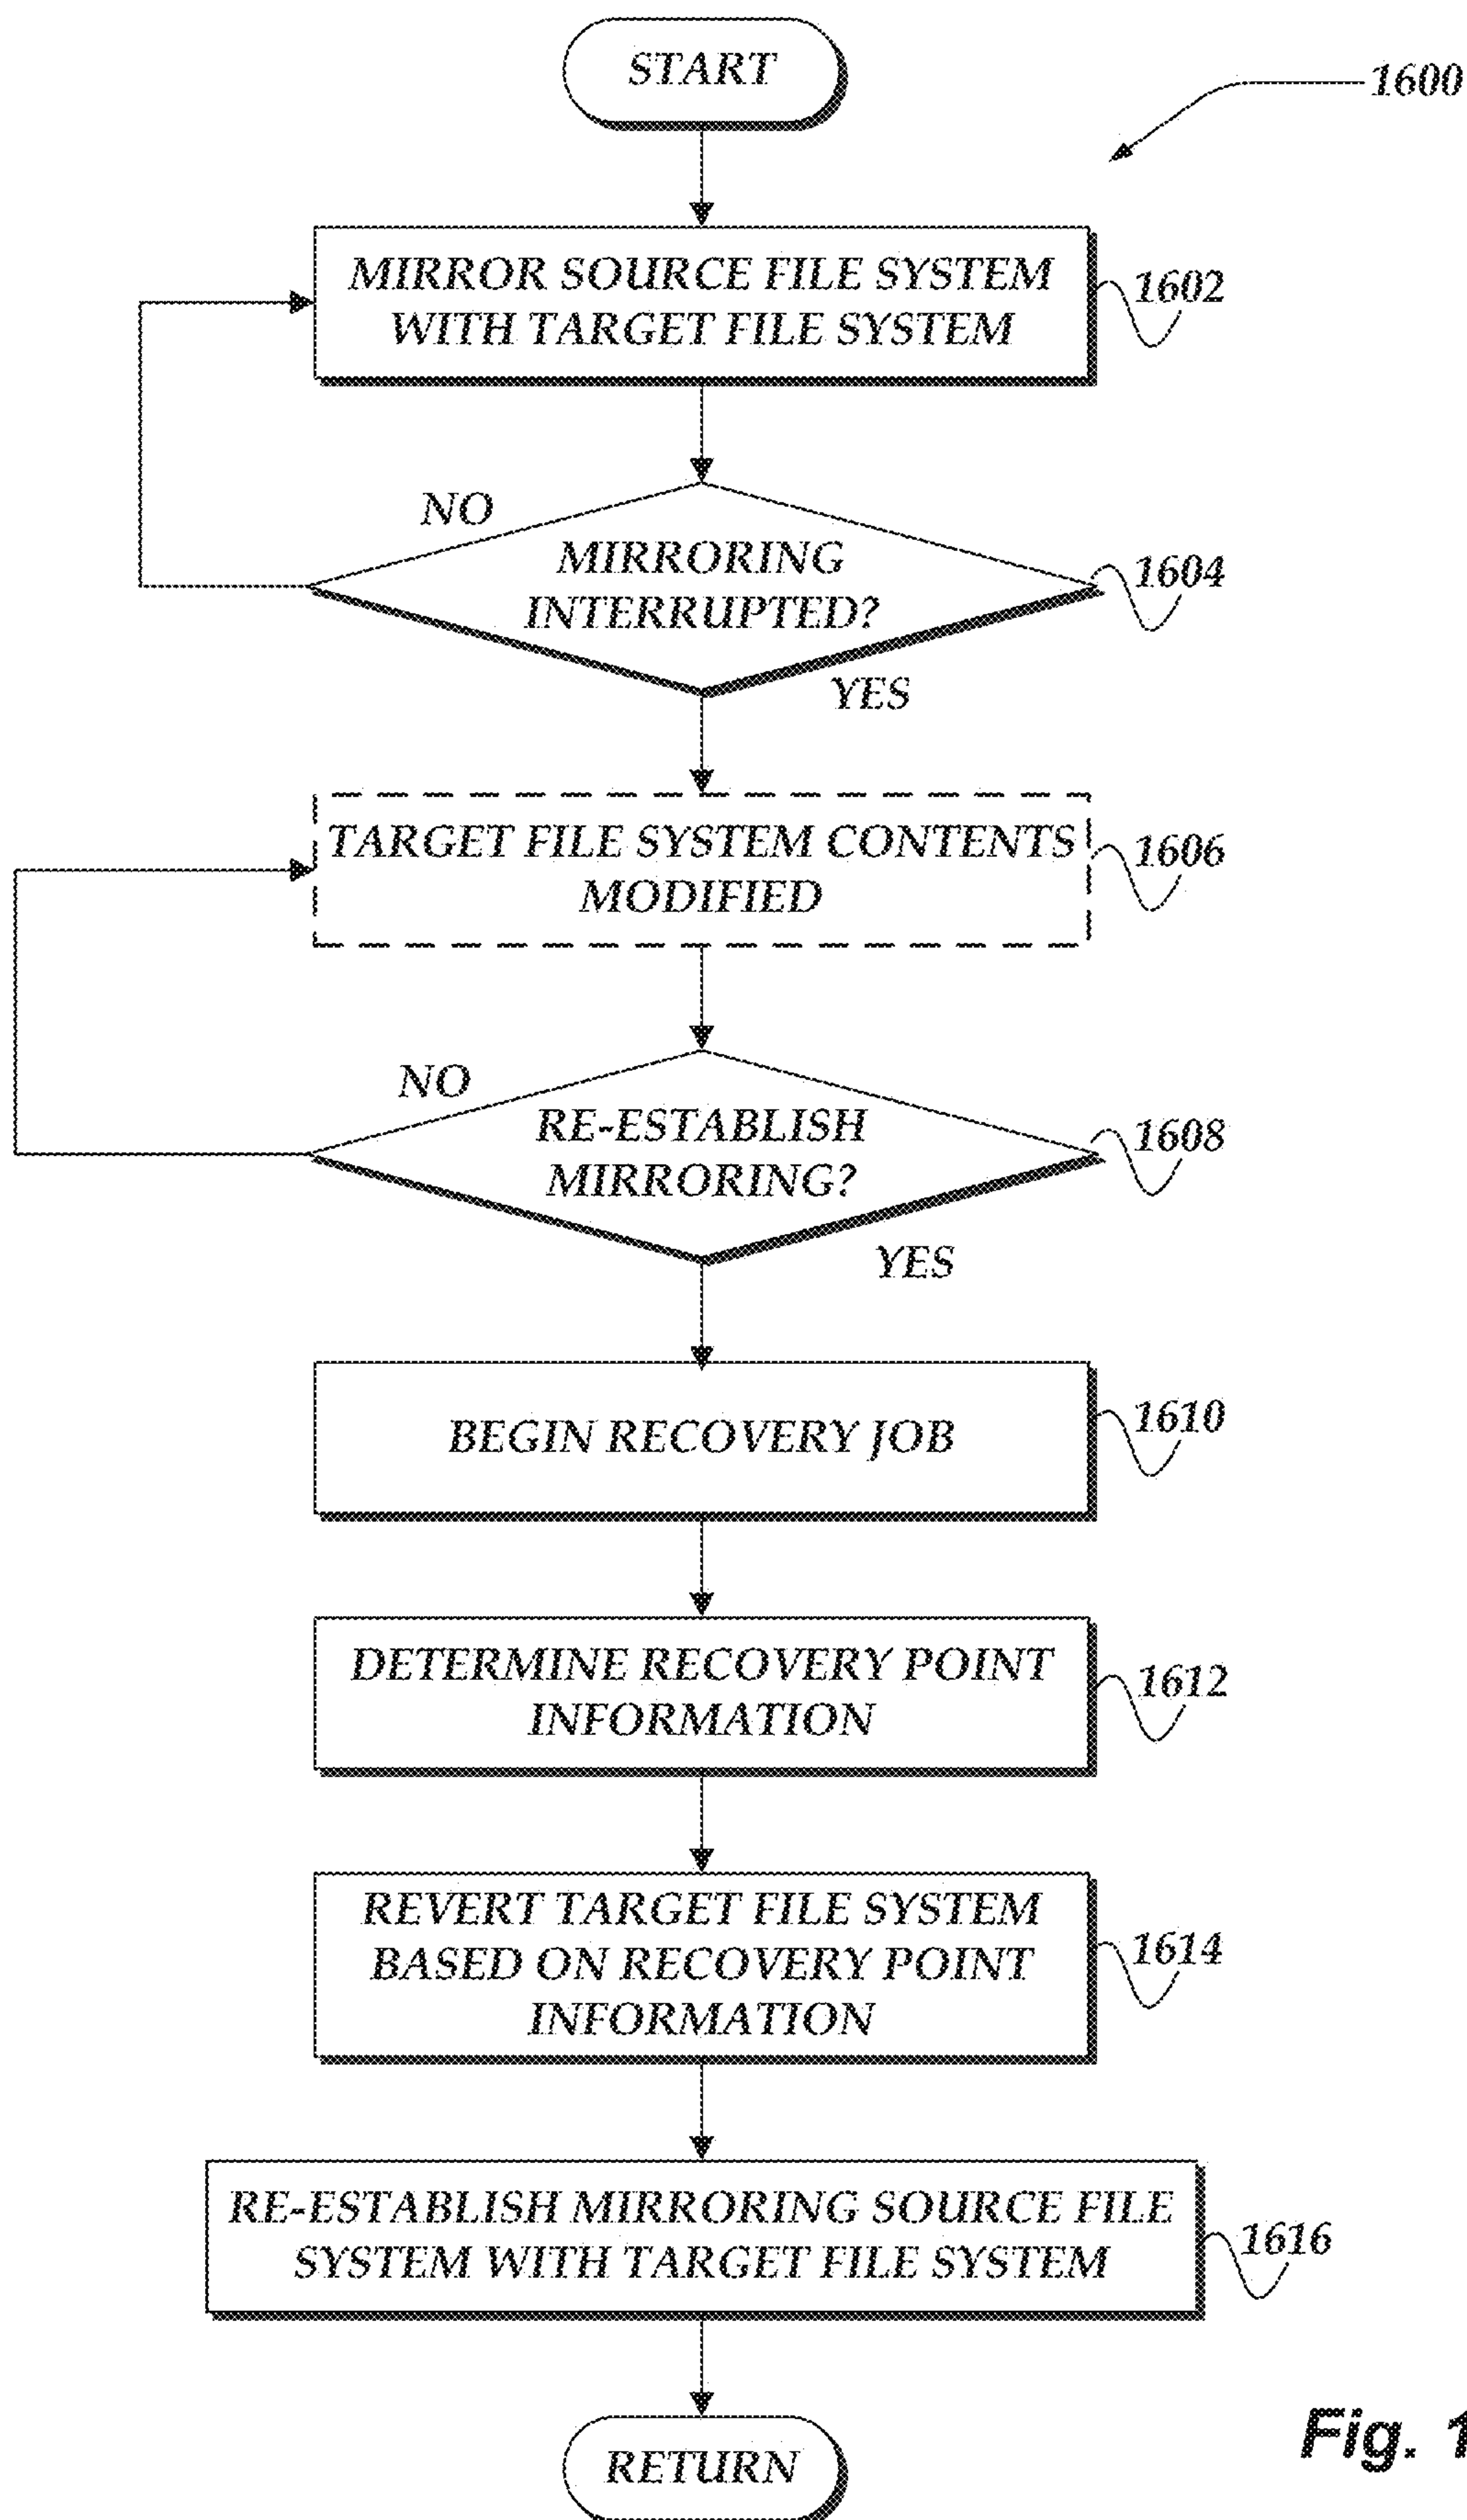 START
1600
MIRROR SOURCE FILE SYSTEM
WITH TARGET FILE SYSTEM
1602
NO
MIRRORING
INTERRUPTED?
1604
YES
TARGET FILE SYSTEM CONTENTS
MODIFIED
1606
NO
RE-ESTABLISH
MIRRORING?
1608
YES
BEGIN RECOVERY JOB
1610
DETERMINE RECOVERY POINT
INFORMATION
1612
REVERT TARGET FILE SYSTEM
BASED ON RECOVERY POINT
INFORMATION
1614
RE-ESTABLISH MIRRORING SOURCE FILE
SYSTEM WITH TARGET FILE SYSTEM
1616
Fig. 1
RETURN